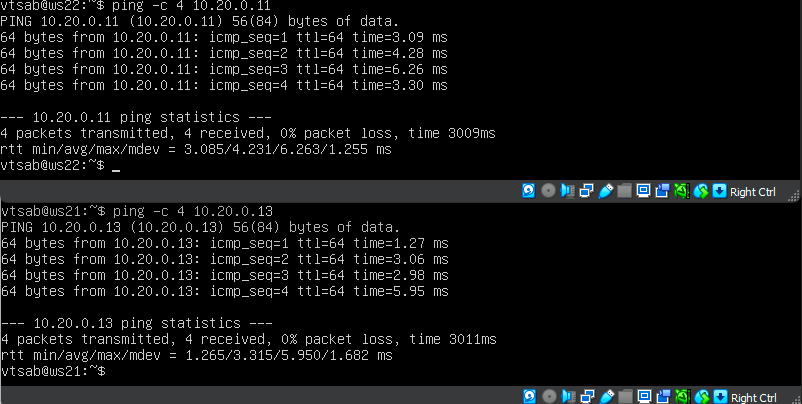 vtsab@ws22:~$ ping -c 4 10.20.0.11
PING 10.20.0.11 (10.20.0.11) 56(84) bytes of data.
64 bytes from 10.20.0.11: icmp_seq=1 ttl=64 time=3.09 ms
64 bytes from 10.20.0.11: icmp_seq=2 ttl=64 time=4.28 ms
64 bytes from 10.20.0.11: icmp_seq=3 ttl=64 time=6.26 ms
64 bytes from 10.20.0.11: icmp_seq=4 ttl=64 time=3.30 ms
--- 10.20.0.11 ping statistics ---
4 packets transmitted, 4 received, 0% packet loss, time 3009ms
rtt min/avg/max/mdev = 3.085/4.231/6.263/1.255 ms
vtsab@ws22:~$ _
Right Ctrl
vtsab@ws21:~$ ping -c 4 10.20.0.13
PING 10.20.0.13 (10.20.0.13) 56(84) bytes of data.
64 bytes from 10.20.0.13: icmp_seq=1 ttl=64 time=1.27 ms
64 bytes from 10.20.0.13: icmp_seq=2 ttl=64 time=3.06 ms
64 bytes from 10.20.0.13: icmp_seq=3 ttl=64 time=2.98 ms
64 bytes from 10.20.0.13: icmp_seq=4 ttl=64 time=5.95 ms
--- 10.20.0.13 ping statistics ---
4 packets transmitted, 4 received, 0% packet loss, time 3011ms
rtt min/avg/max/mdev = 1.265/3.315/5.950/1.682 ms
vtsab@ws21:~$
Right Ctrl